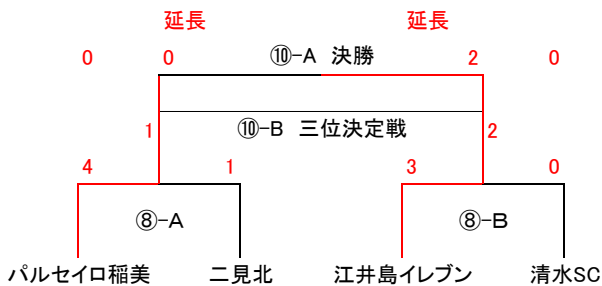 延長 延長
0 0 ⑩-A 決勝 2 0
1 ⑩-B 三位決定戦 2
4 1 3 0
⑧-A ⑧-B
パルセイロ稲美 二見北 江井島イレブン 清水SC